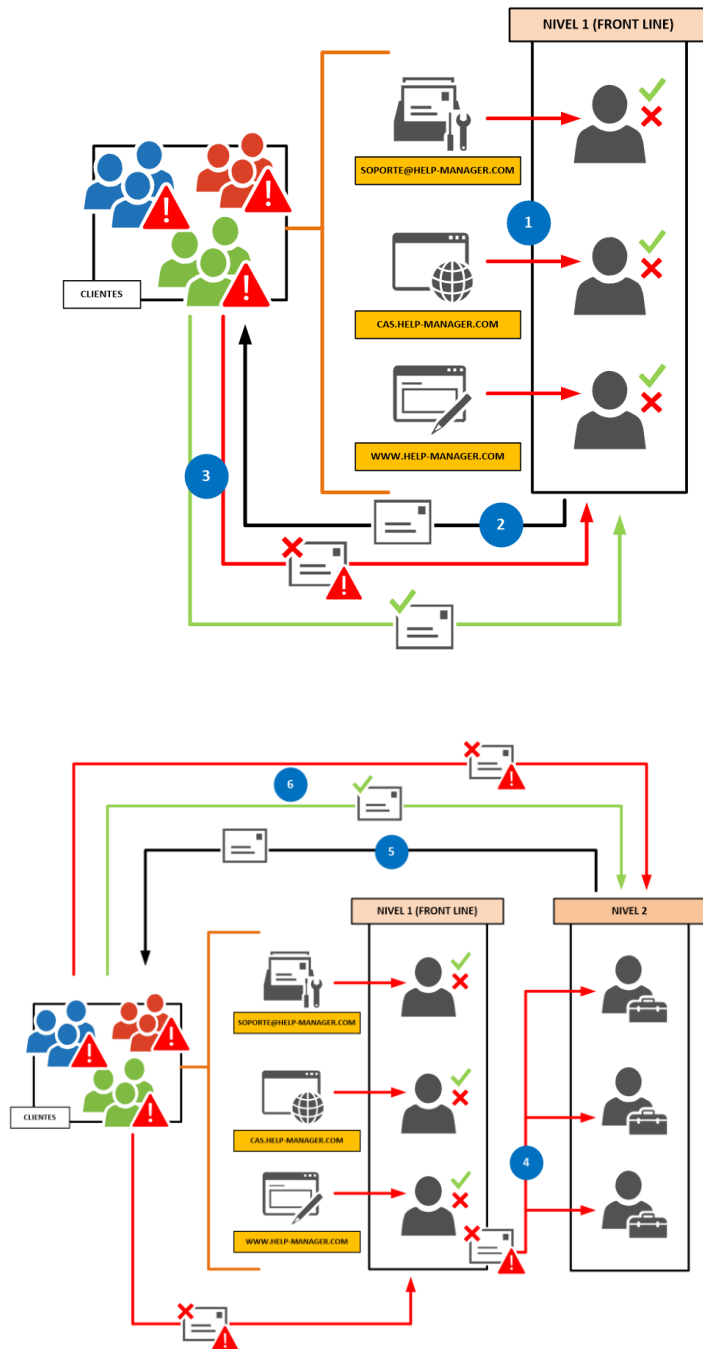 NIVEL 1 (FRONT LINE)
SOPORTE@HELP-MANAGER.COM
1
CLIENTES
CAS.HELP-MANAGER.COM
WWW.HELP-MANAGER.COM
3
2
6
5
NIVEL 1 (FRONT LINE)
NIVEL 2
SOPORTE@HELP-MANAGER.COM
CLIENTES
CAS.HELP-MANAGER.COM
4
WWW.HELP-MANAGER.COM